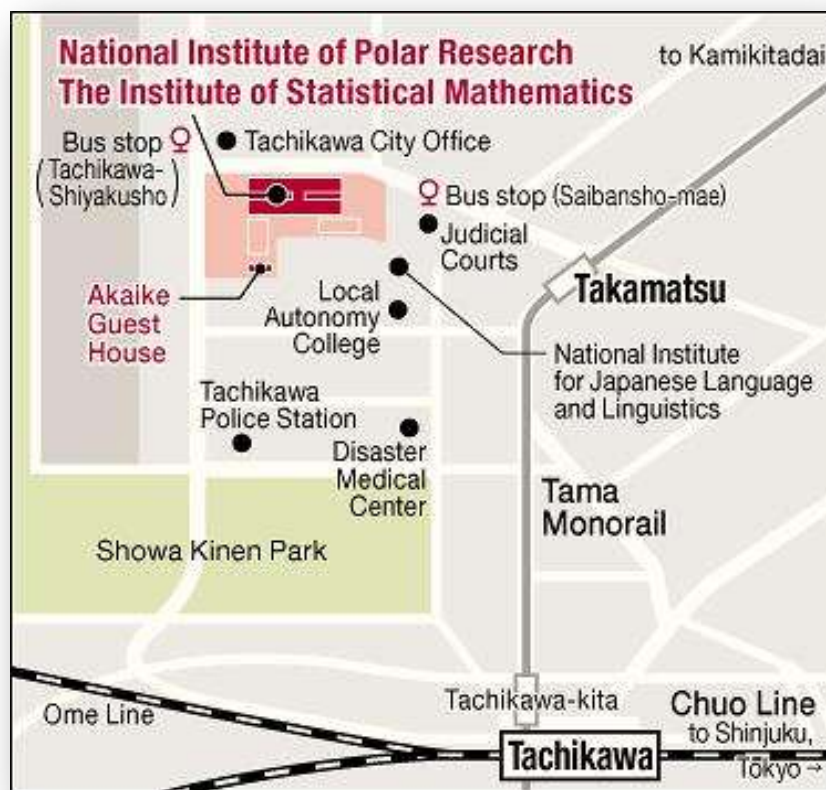 National Institute of Polar Research
The Institute of Statistical Mathematics
to Kamikitadai
Bus stop
(Tachikawa-
Shiyakusho)
Tachikawa City Office
Bus stop (Saibansho-mae)
Judicial
Courts
Akaike
Guest
House
Local
Autonomy
College
Takamatsu
National Institute
for Japanese Language
and Linguistics
Tachikawa
Police Station
Disaster
Medical
Center
Tama
Monorail
Showa Kinen Park
Tachikawa-kita
Ome Line
Chuo Line
to Shinjuku,
Tōkyo →
Tachikawa